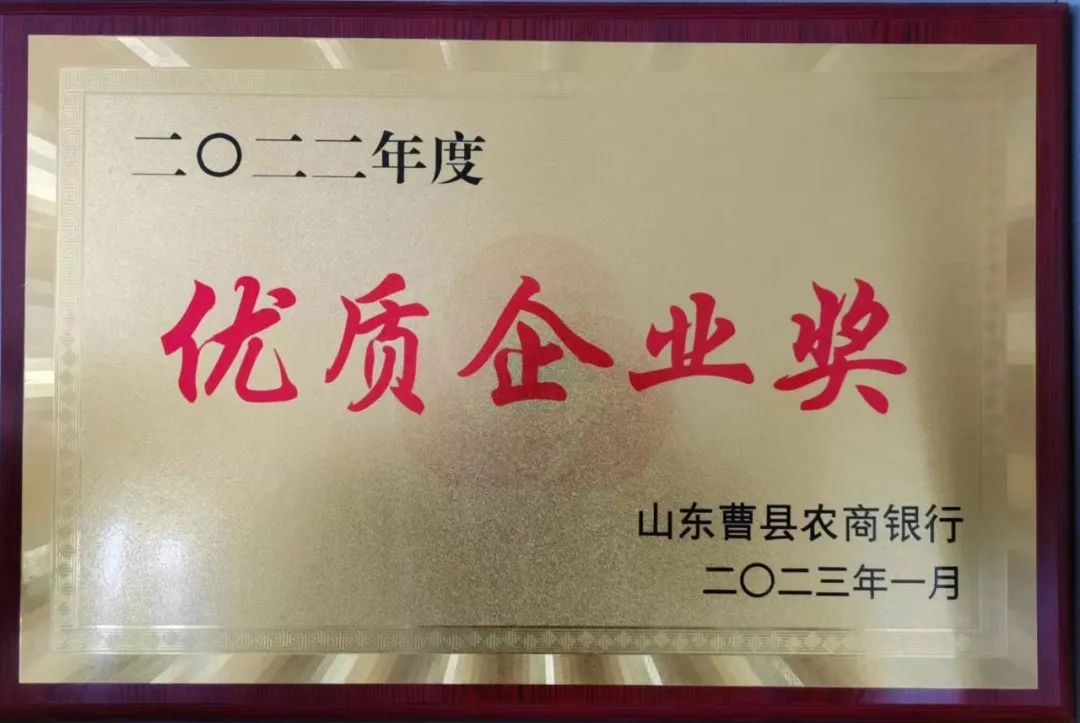 二〇二二年度
优质企业奖
山东曹县农商银行
二〇二三年一月